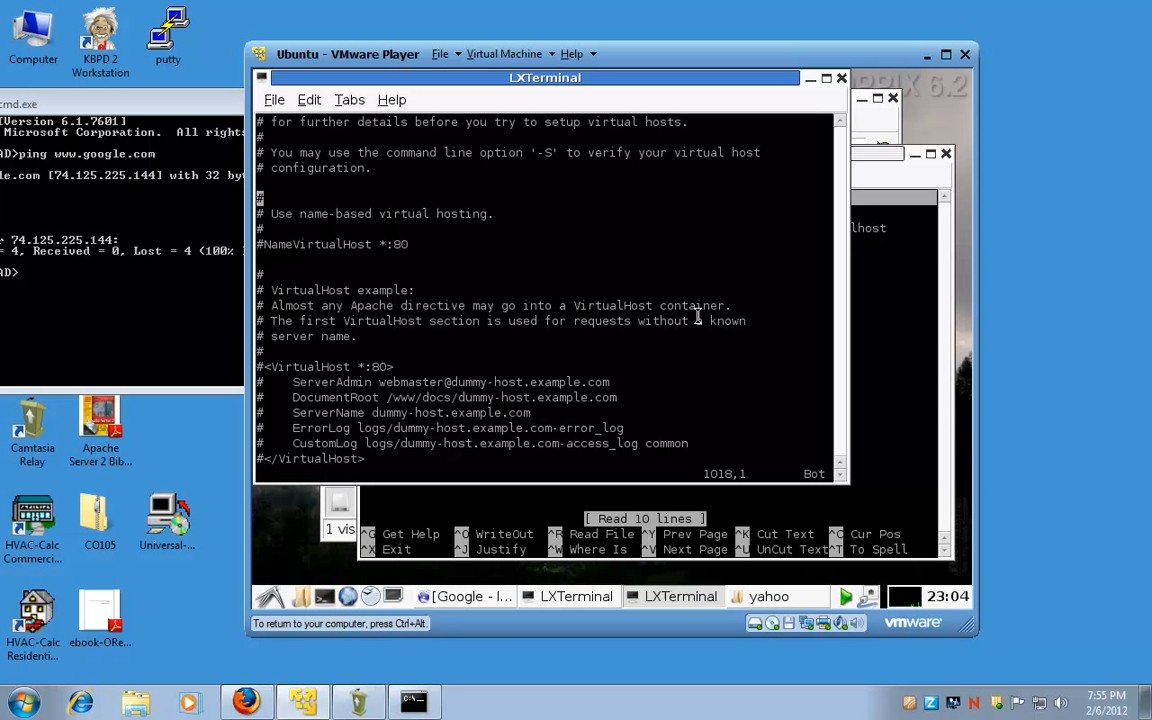 Computer
KBPD 2
Workstation
putty
cmd.exe
[Version 6.1.7601]
Microsoft Corporation. All rights
AD>ping www.google.com
le.com [74.125.225.144] with 32 byt
r 74.125.225.144:
= 4, Received = 0, Lost = 4 (100%
AD>
Camtasia
Relay
Apache
Server 2 Bib...
HVAC-Calc
Commerci...
CO105
Universal-...
HVAC-Calc
Residenti...
ebook-ORe...
Ubuntu - VMware Player File Virtual Machine Help
LXTerminal
File Edit Tabs Help
# for further details before you try to setup virtual hosts.
#
# You may use the command line option '-S' to verify your virtual host
# configuration.
#
# Use name-based virtual hosting.
#
#NameVirtualHost *:80
#
# VirtualHost example:
# Almost any Apache directive may go into a VirtualHost container.
# The first VirtualHost section is used for requests without a known
# server name.
#
#<VirtualHost *:80>
# ServerAdmin webmaster@dummy-host.example.com
# DocumentRoot /www/docs/dummy-host.example.com
# ServerName dummy-host.example.com
# ErrorLog logs/dummy-host.example.com-error_log
# CustomLog logs/dummy-host.example.com-access_log common
#</VirtualHost>
1018,1 Bot
OPPIX 6.2
lhost
1 vis
[ Read 10 lines ]
^G Get Help ^O WriteOut ^R Read File ^Y Prev Page ^K Cut Text ^C Cur Pos
^X Exit ^J Justify ^W Where Is ^V Next Page ^U UnCut Text ^T To Spell
[Google - I... LXTerminal LXTerminal yahoo 23:04
To return to your computer, press Ctrl+Alt.
vmware
7:55 PM
2/6/2012